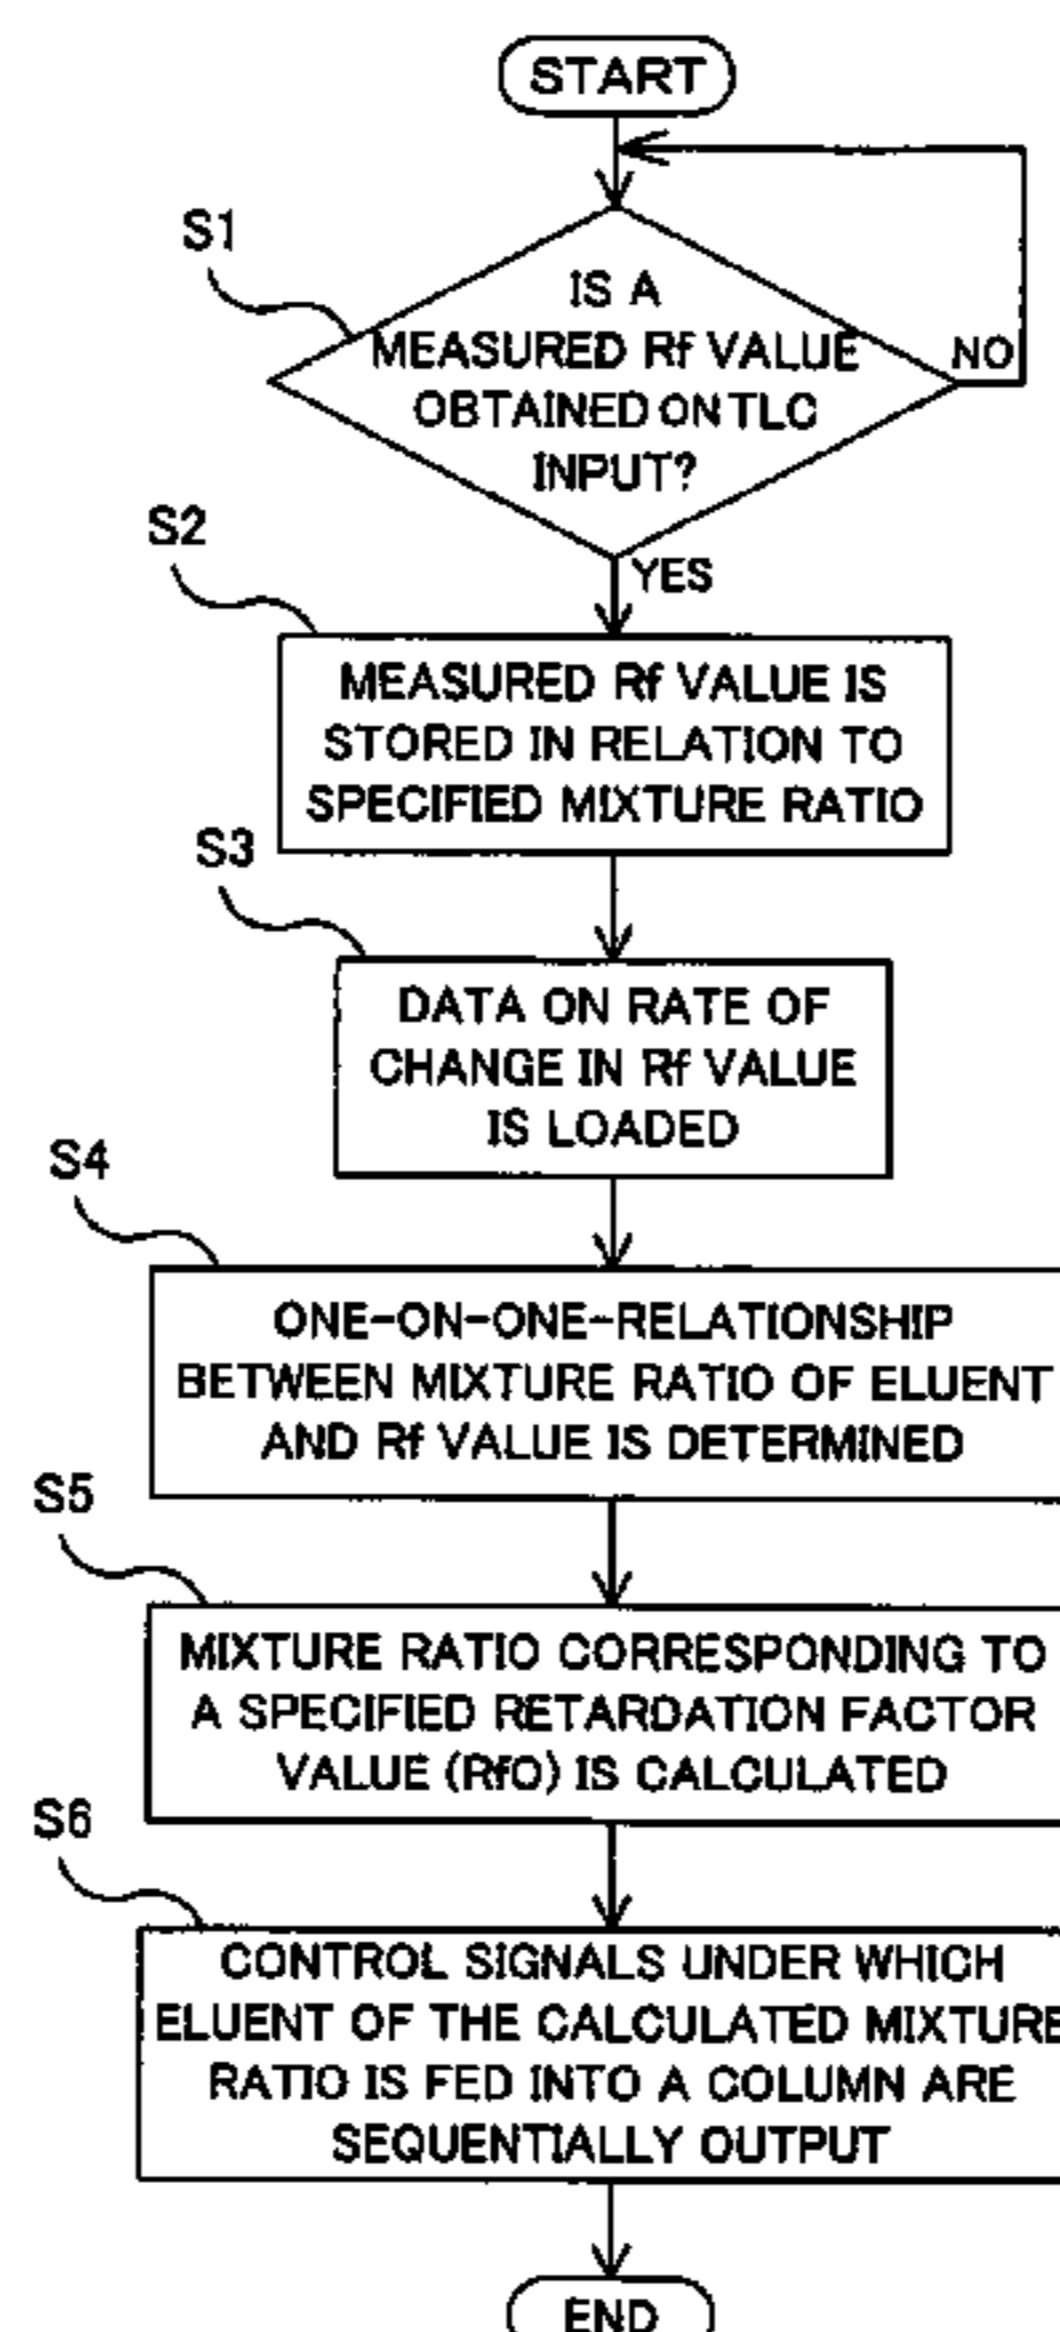 START
S1
IS A
MEASURED Rf VALUE
OBTAINED ON TLC
INPUT?
NO
YES
S2
MEASURED Rf VALUE IS
STORED IN RELATION TO
SPECIFIED MIXTURE RATIO
S3
DATA ON RATE OF
CHANGE IN Rf VALUE
IS LOADED
S4
ONE-ON-ONE-RELATIONSHIP
BETWEEN MIXTURE RATIO OF ELUENT
AND Rf VALUE IS DETERMINED
S5
MIXTURE RATIO CORRESPONDING TO
A SPECIFIED RETARDATION FACTOR
VALUE (Rf0) IS CALCULATED
S6
CONTROL SIGNALS UNDER WHICH
ELUENT OF THE CALCULATED MIXTURE
RATIO IS FED INTO A COLUMN ARE
SEQUENTIALLY OUTPUT
END